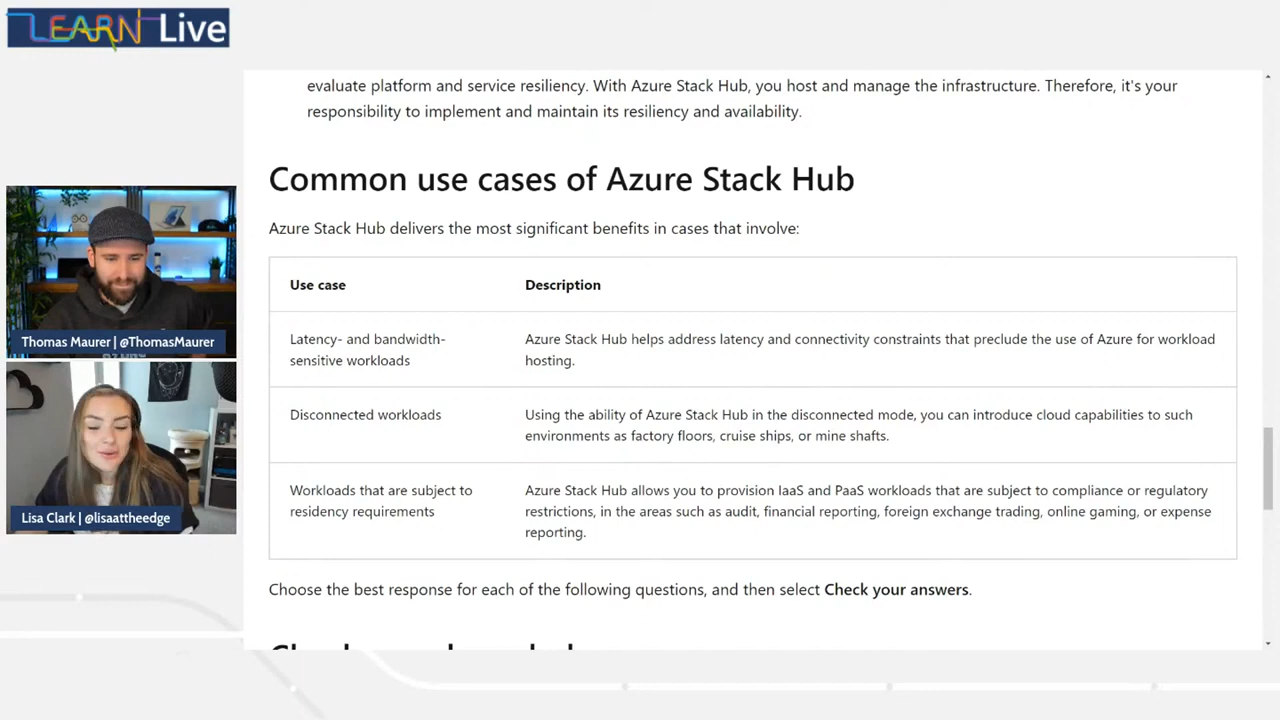 LEARN Live
evaluate platform and service resiliency. With Azure Stack Hub, you host and manage the infrastructure. Therefore, it's your
responsibility to implement and maintain its resiliency and availability.
Common use cases of Azure Stack Hub
Azure Stack Hub delivers the most significant benefits in cases that involve:
Use case
Description
Latency- and bandwidth-
sensitive workloads
Azure Stack Hub helps address latency and connectivity constraints that preclude the use of Azure for workload
hosting.
Disconnected workloads
Using the ability of Azure Stack Hub in the disconnected mode, you can introduce cloud capabilities to such
environments as factory floors, cruise ships, or mine shafts.
Workloads that are subject to
residency requirements
Azure Stack Hub allows you to provision IaaS and PaaS workloads that are subject to compliance or regulatory
restrictions, in the areas such as audit, financial reporting, foreign exchange trading, online gaming, or expense
reporting.
Choose the best response for each of the following questions, and then select Check your answers.
Thomas Maurer | @ThomasMaurer
Lisa Clark | @lisaattheedge